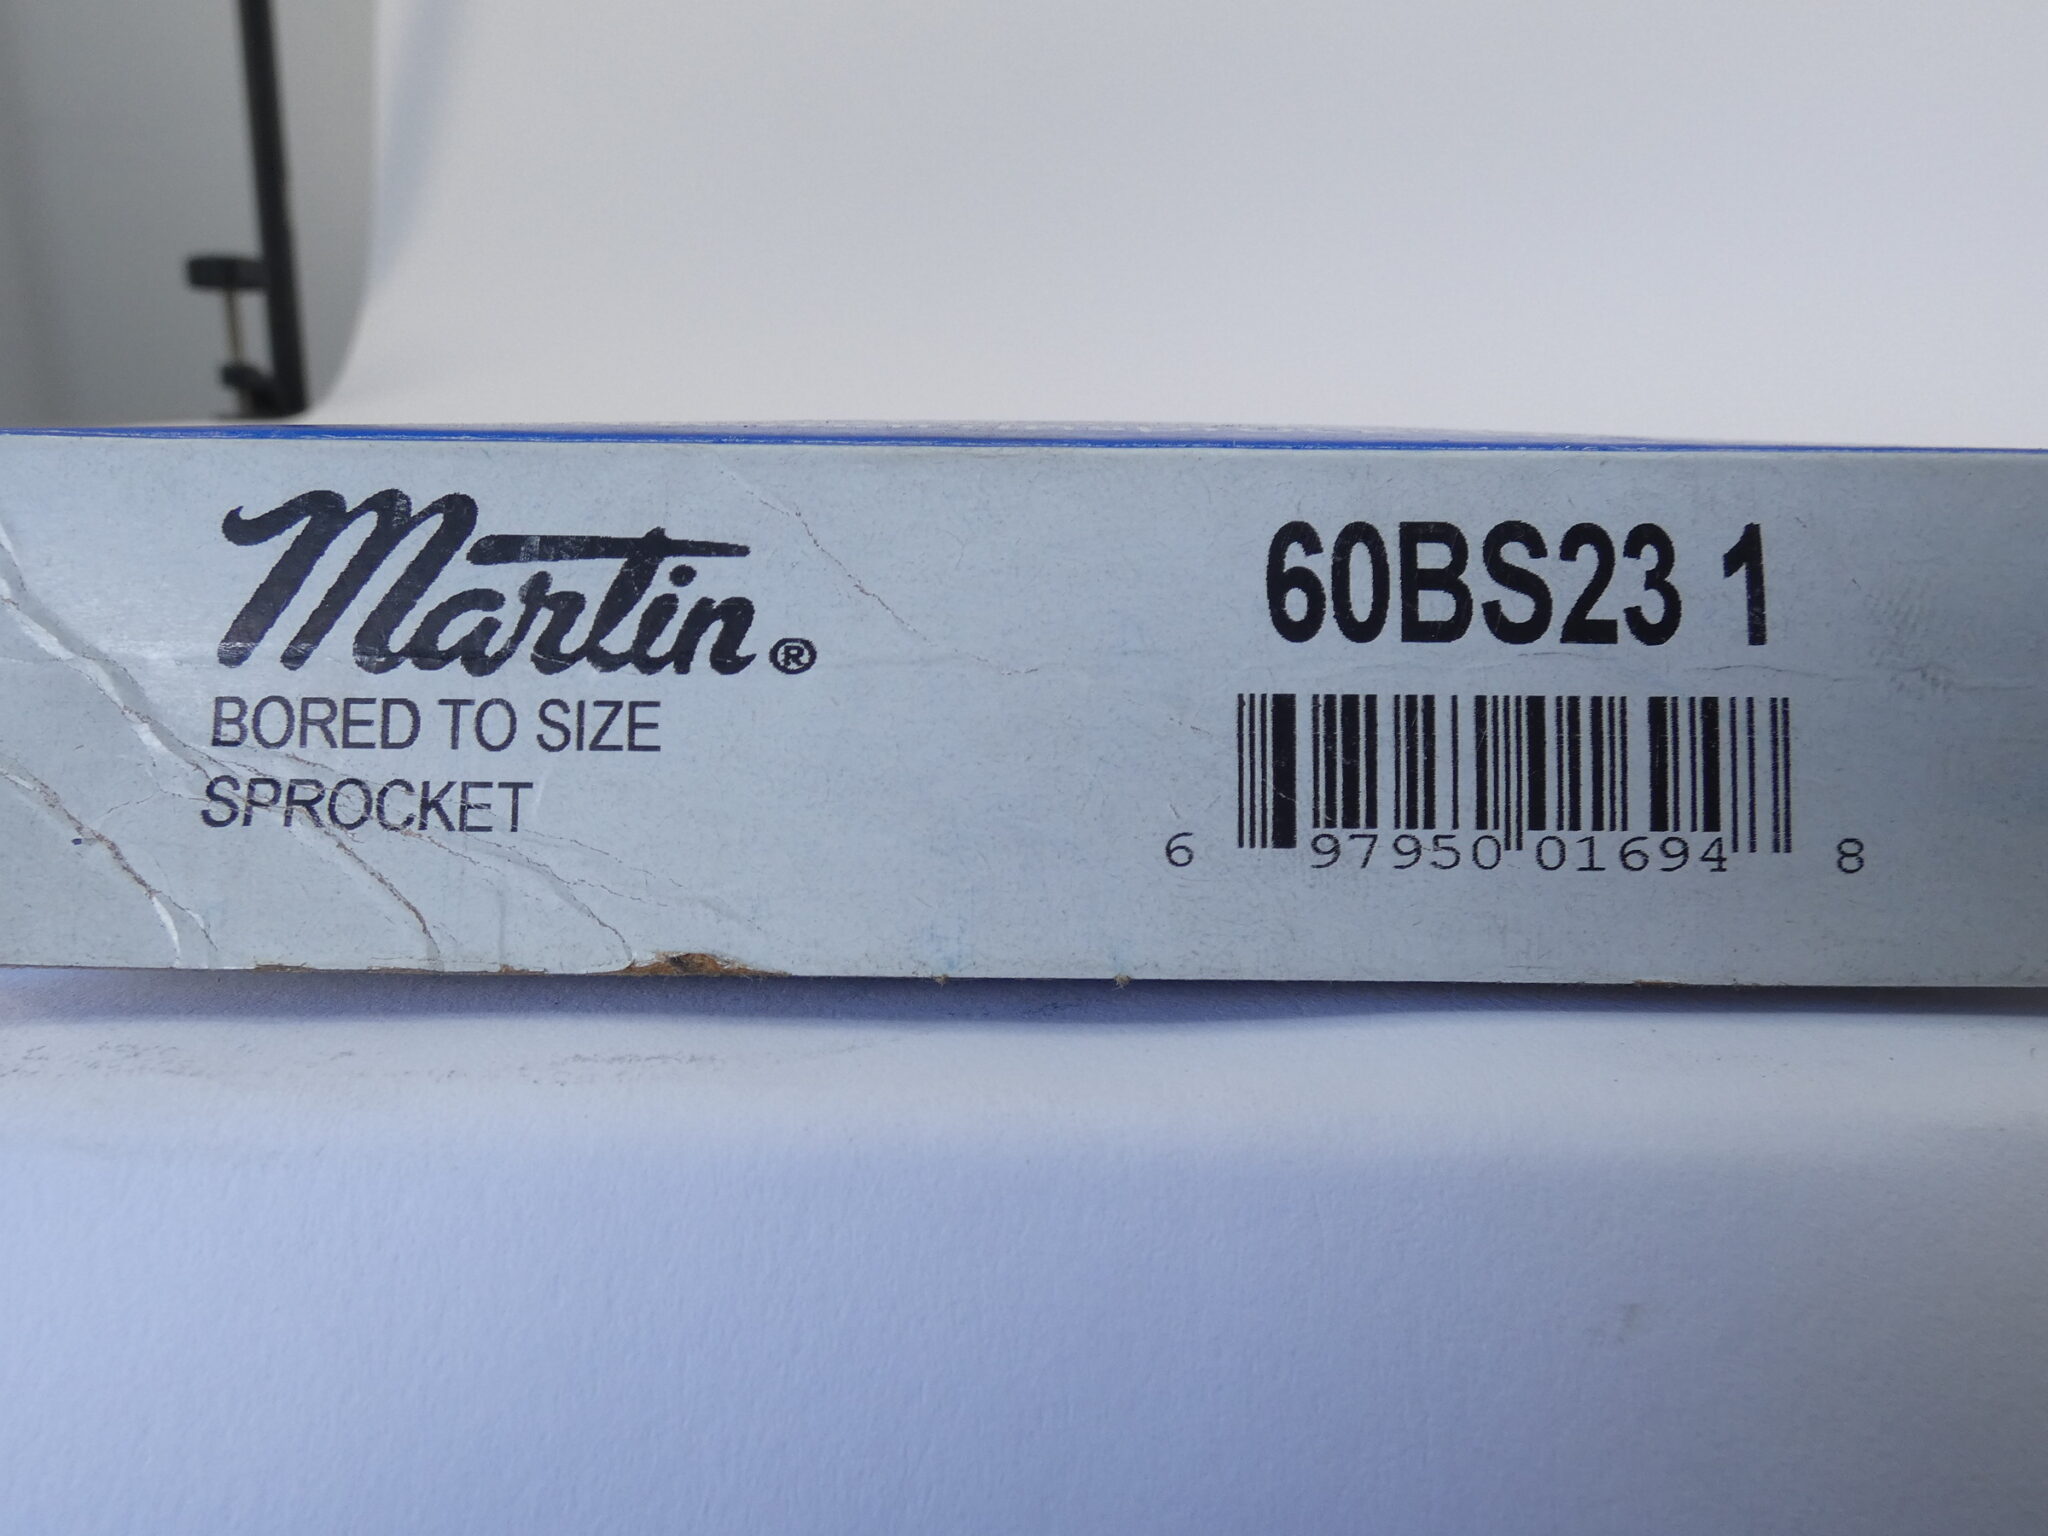 Martin®
BORED TO SIZE
SPROCKET
60BS23 1
6 97950 01694 8